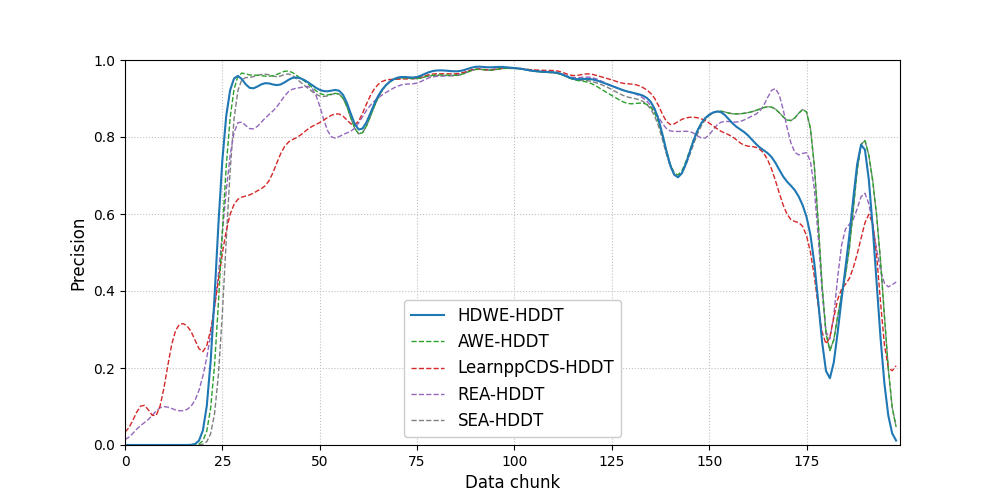 1.0
0.8
0.6
0.4
0.2
0.0
Precision
HDWE-HDDT
AWE-HDDT
LearnppCDS-HDDT
REA-HDDT
SEA-HDDT
0 25 50 75 100 125 150 175
Data chunk